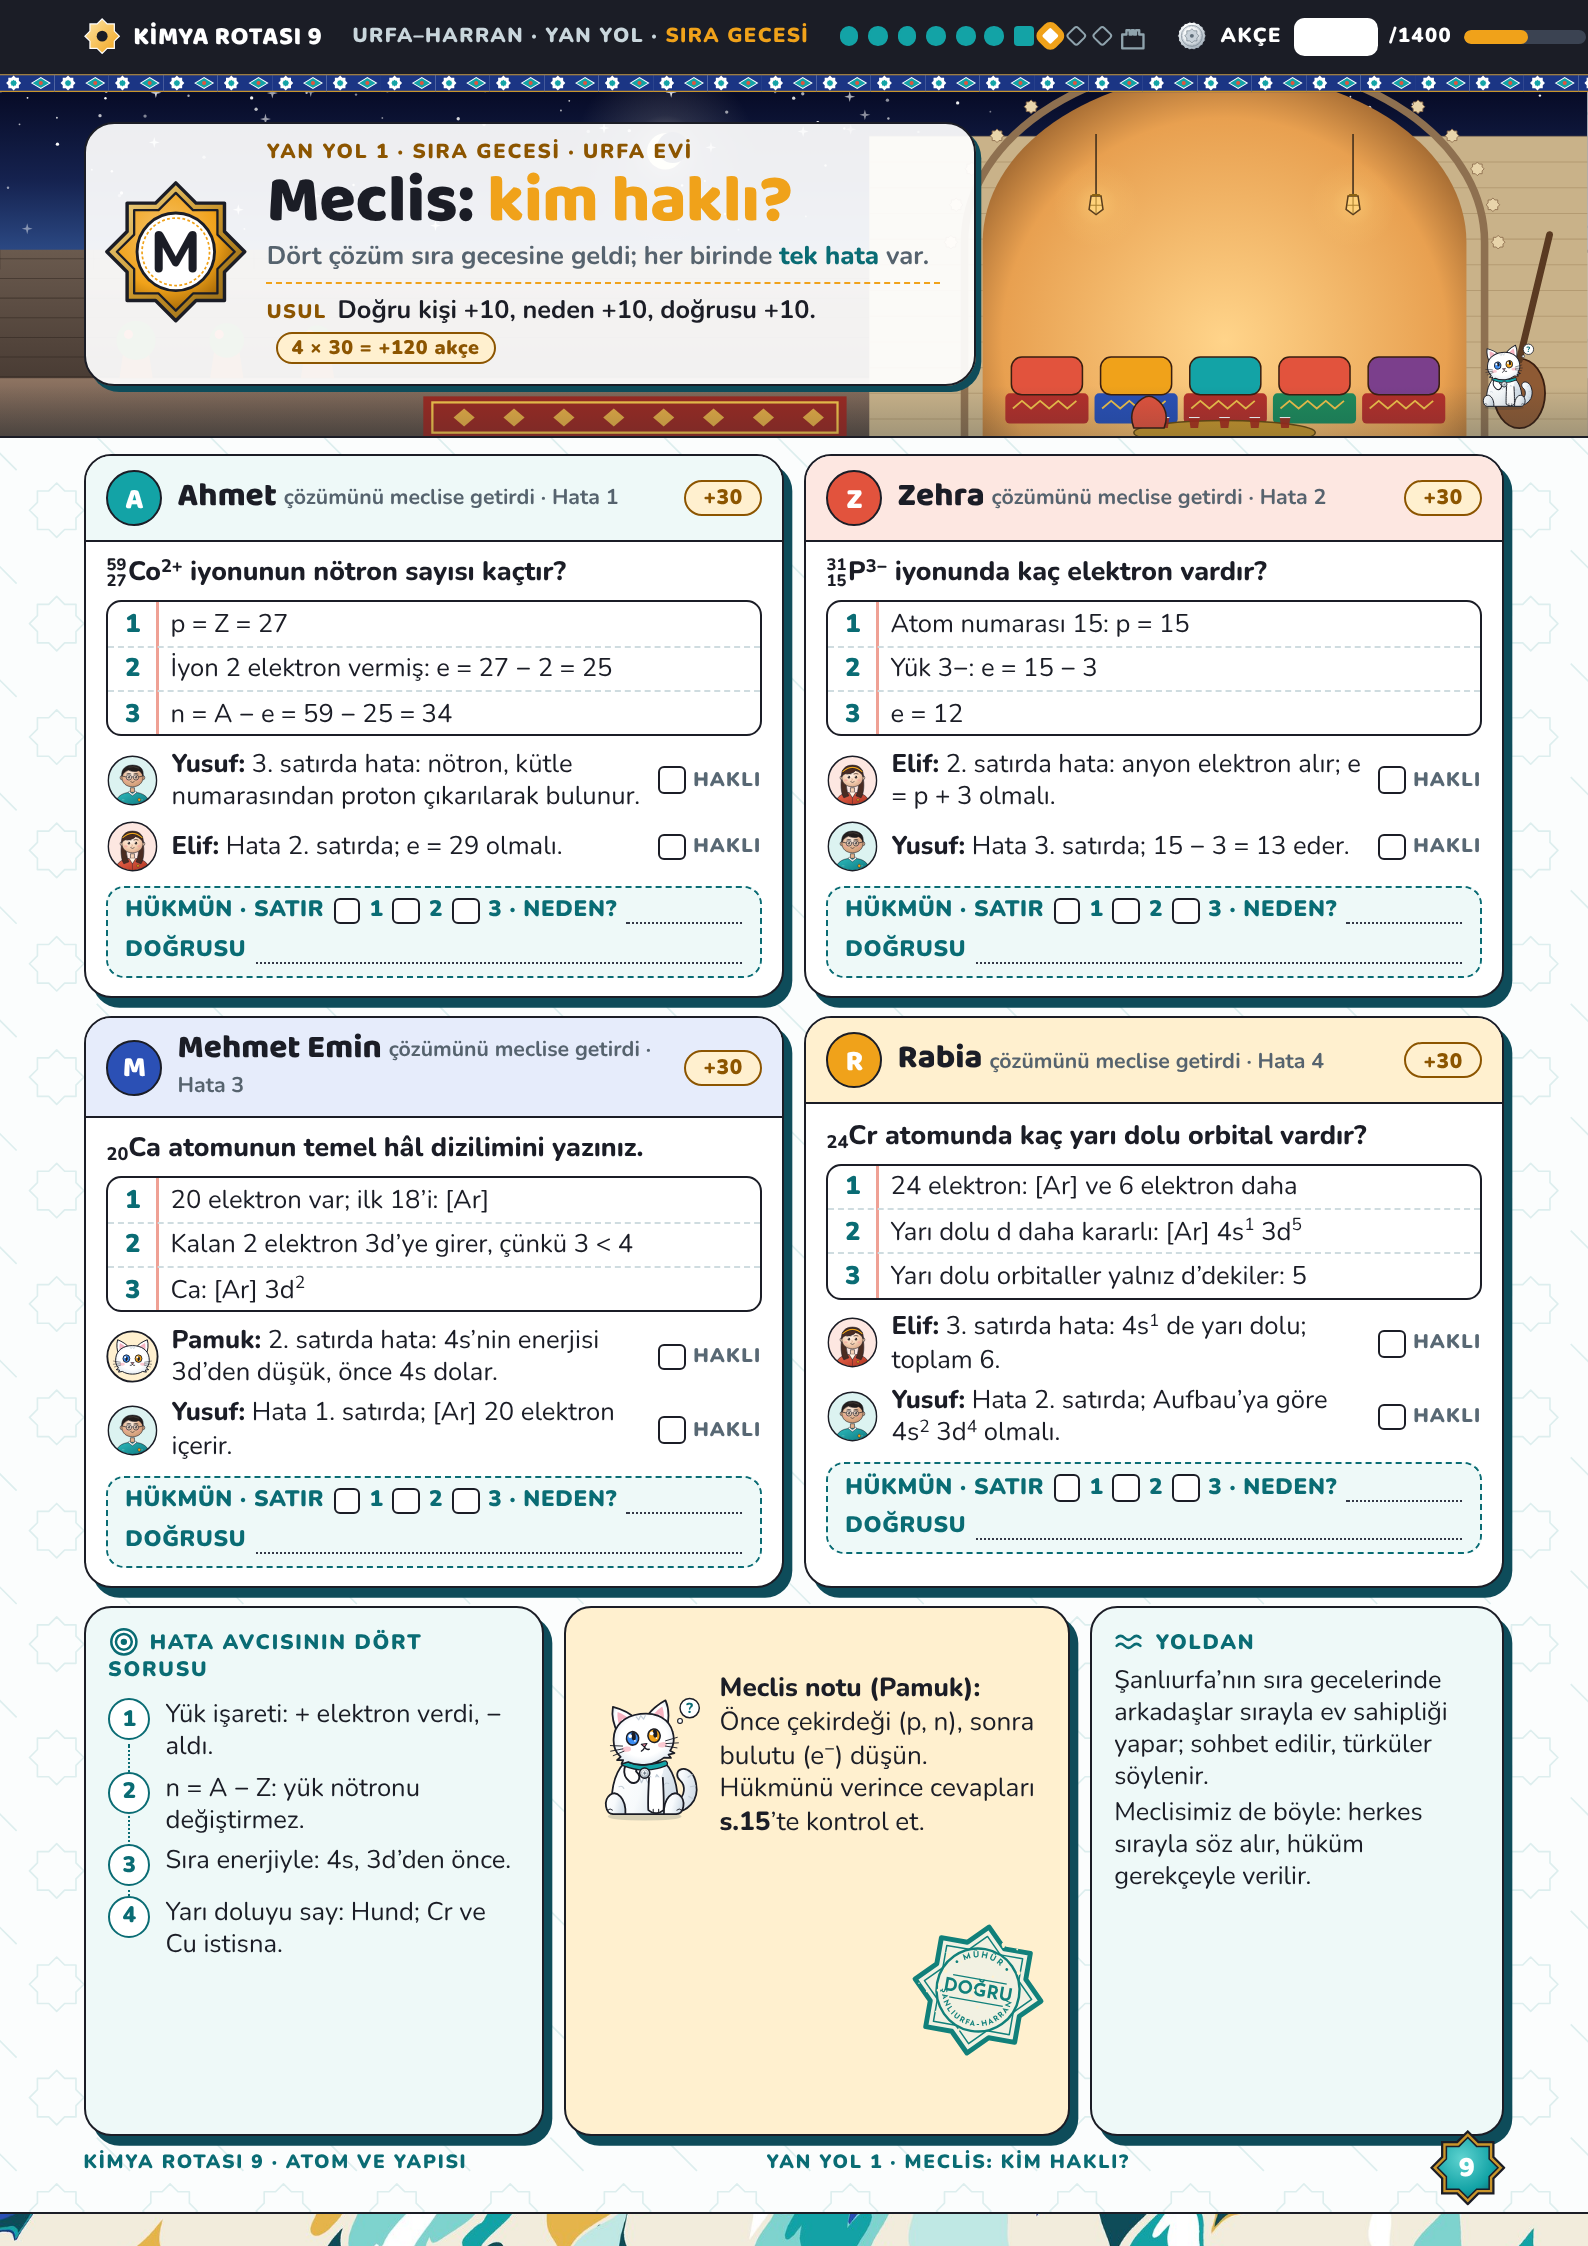 KİMYA ROTASI 9 URFA–HARRAN · YAN YOL · SIRA GECESİ AKÇE /1400
YAN YOL 1 · SIRA GECESİ · URFA EVİ
M
Meclis: kim haklı?
Dört çözüm sıra gecesine geldi; her birinde tek hata var.
USUL Doğru kişi +10, neden +10, doğrusu +10.
4 × 30 = +120 akçe
A Ahmet çözümünü meclise getirdi · Hata 1 +30
⁵⁹₂₇Co²⁺ iyonunun nötron sayısı kaçtır?
1 p = Z = 27
2 İyon 2 elektron vermiş: e = 27 − 2 = 25
3 n = A − e = 59 − 25 = 34
Yusuf: 3. satırda hata: nötron, kütle
numarasından proton çıkarılarak bulunur.
HAKLI
Elif: Hata 2. satırda; e = 29 olmalı.
HAKLI
HÜKMÜN · SATIR 1 2 3 · NEDEN?
DOĞRUSU
Z Zehra çözümünü meclise getirdi · Hata 2 +30
³¹₁₅P³⁻ iyonunda kaç elektron vardır?
1 Atom numarası 15: p = 15
2 Yük 3−: e = 15 − 3
3 e = 12
Elif: 2. satırda hata: anyon elektron alır; e
= p + 3 olmalı.
HAKLI
Yusuf: Hata 3. satırda; 15 − 3 = 13 eder.
HAKLI
HÜKMÜN · SATIR 1 2 3 · NEDEN?
DOĞRUSU
M Mehmet Emin çözümünü meclise getirdi ·
Hata 3
+30
₂₀Ca atomunun temel hâl dizilimini yazınız.
1 20 elektron var; ilk 18’i: [Ar]
2 Kalan 2 elektron 3d’ye girer, çünkü 3 < 4
3 Ca: [Ar] 3d²
Pamuk: 2. satırda hata: 4s’nin enerjisi
3d’den düşük, önce 4s dolar.
HAKLI
Yusuf: Hata 1. satırda; [Ar] 20 elektron
içerir.
HAKLI
HÜKMÜN · SATIR 1 2 3 · NEDEN?
DOĞRUSU
R Rabia çözümünü meclise getirdi · Hata 4 +30
₂₄Cr atomunda kaç yarı dolu orbital vardır?
1 24 elektron: [Ar] ve 6 elektron daha
2 Yarı dolu d daha kararlı: [Ar] 4s¹ 3d⁵
3 Yarı dolu orbitaller yalnız d’dekiler: 5
Elif: 3. satırda hata: 4s¹ de yarı dolu;
toplam 6.
HAKLI
Yusuf: Hata 2. satırda; Aufbau’ya göre
4s² 3d⁴ olmalı.
HAKLI
HÜKMÜN · SATIR 1 2 3 · NEDEN?
DOĞRUSU
HATA AVCISININ DÖRT
SORUSU
1 Yük işareti: + elektron verdi, −
aldı.
2 n = A − Z: yük nötronu
değiştirmez.
3 Sıra enerjiyle: 4s, 3d’den önce.
4 Yarı doluyu say: Hund; Cr ve
Cu istisna.
?
Meclis notu (Pamuk):
Önce çekirdeği (p, n), sonra
bulutu (e⁻) düşün.
Hükmünü verince cevapları
s.15’te kontrol et.
• MÜHÜR •
DOĞRU
ŞANLIURFA-HARRAN
YOLDAN
Şanlıurfa’nın sıra gecelerinde
arkadaşlar sırayla ev sahipliği
yapar; sohbet edilir, türküler
söylenir.
Meclisimiz de böyle: herkes
sırayla söz alır, hüküm
gerekçeyle verilir.
KİMYA ROTASI 9 · ATOM VE YAPISI YAN YOL 1 · MECLİS: KİM HAKLI? 9